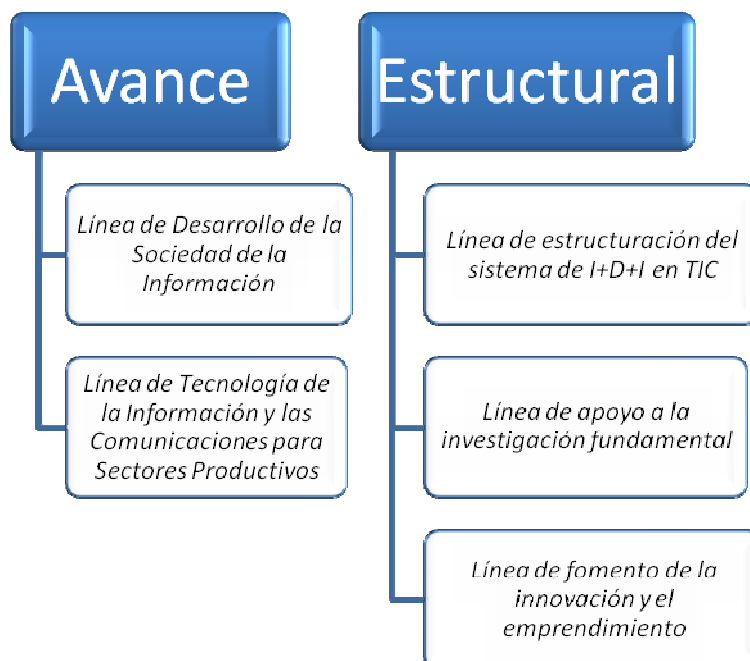 Avance
Línea de Desarrollo de la
Sociedad de la
Información
Línea de Tecnología de
la Información y las
Comunicaciones para
Sectores Productivos
Estructural
Línea de estructuración del
sistema de I+D+I en TIC
Línea de apoyo a la
investigación fundamental
Línea de fomento de la
innovación y el
emprendimiento